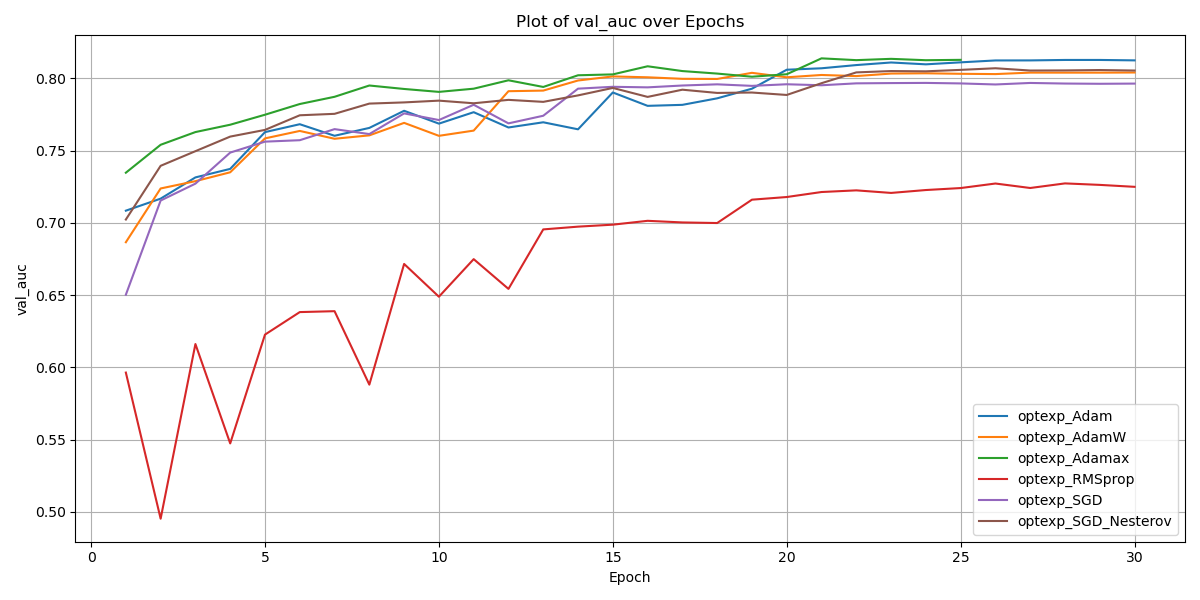 Plot of val_auc over Epochs
val_auc
0.80
0.75
0.70
0.65
0.60
0.55
0.50
0 5 10 15 20 25 30
Epoch
optexp_Adam
optexp_AdamW
optexp_Adamax
optexp_RMSprop
optexp_SGD
optexp_SGD_Nesterov